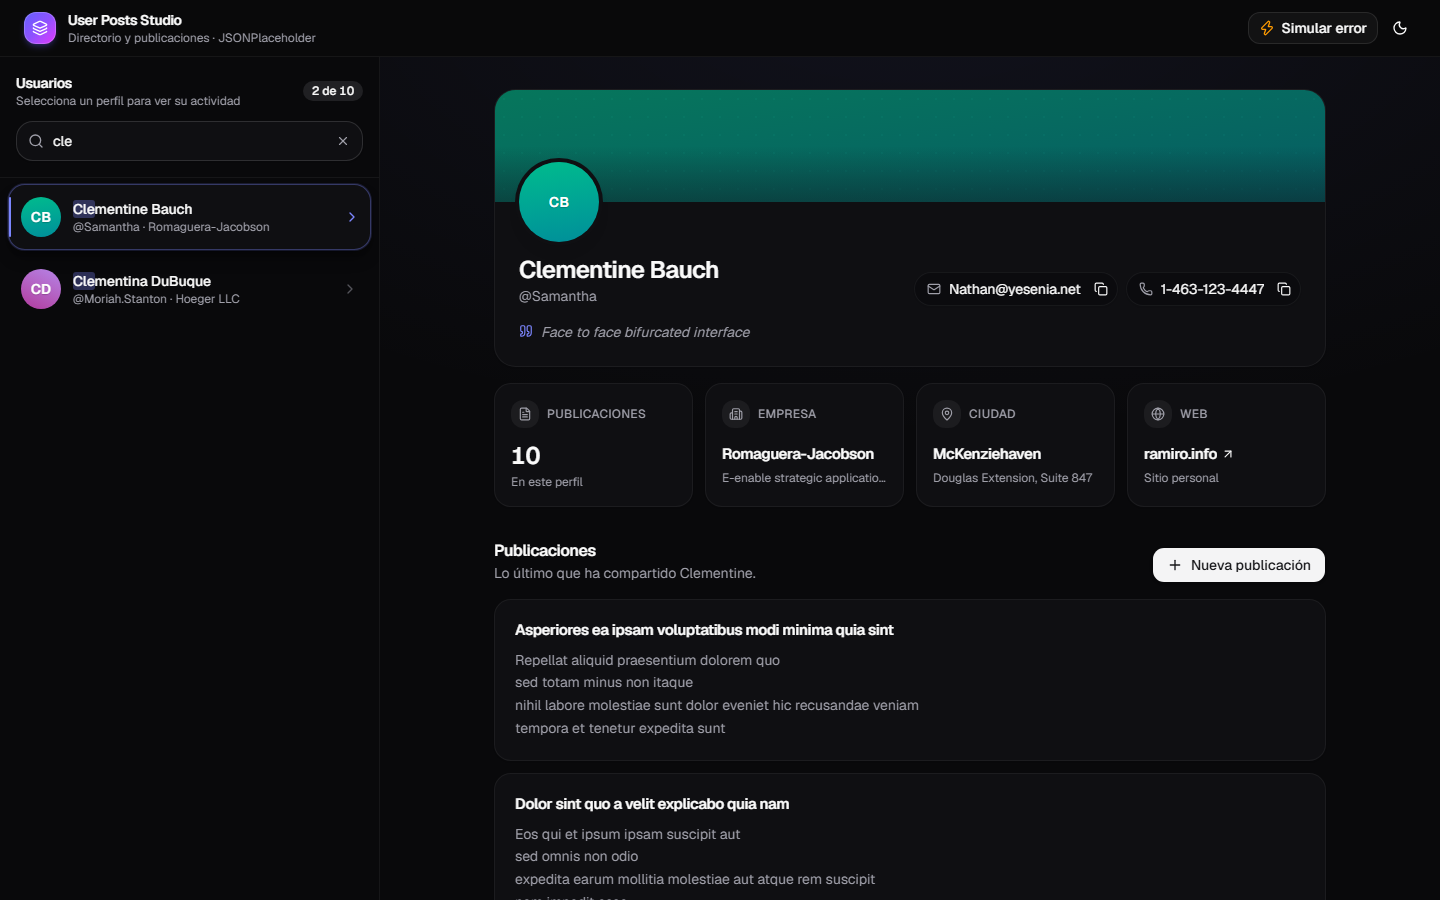 User Posts Studio
Directorio y publicaciones · JSONPlaceholder
Simular error
Usuarios
Selecciona un perfil para ver su actividad
2 de 10
cle
CB
Clementine Bauch
@Samantha · Romaguera-Jacobson
CD
Clementina DuBuque
@Moriah.Stanton · Hoeger LLC
CB
Clementine Bauch
@Samantha
Nathan@yesenia.net
1-463-123-4447
Face to face bifurcated interface
PUBLICACIONES
10
En este perfil
EMPRESA
Romaguera-Jacobson
E-enable strategic applicatio...
CIUDAD
McKenziehaven
Douglas Extension, Suite 847
WEB
ramiro.info
Sitio personal
Publicaciones
Lo último que ha compartido Clementine.
Nueva publicación
Asperiores ea ipsam voluptatibus modi minima quia sint
Repellat aliquid praesentium dolorem quo
sed totam minus non itaque
nihil labore molestiae sunt dolor eveniet hic recusandae veniam
tempora et tenetur expedita sunt
Dolor sint quo a velit explicabo quia nam
Eos qui et ipsum ipsam suscipit aut
sed omnis non odio
expedita earum mollitia molestiae aut atque rem suscipit